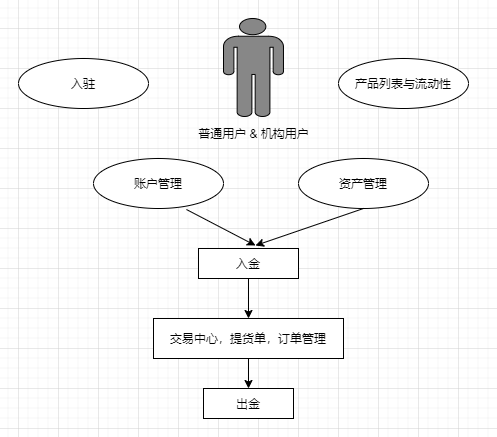 入驻
产品列表与流动性
普通用户 & 机构用户
账户管理
资产管理
入金
交易中心，提货单，订单管理
出金